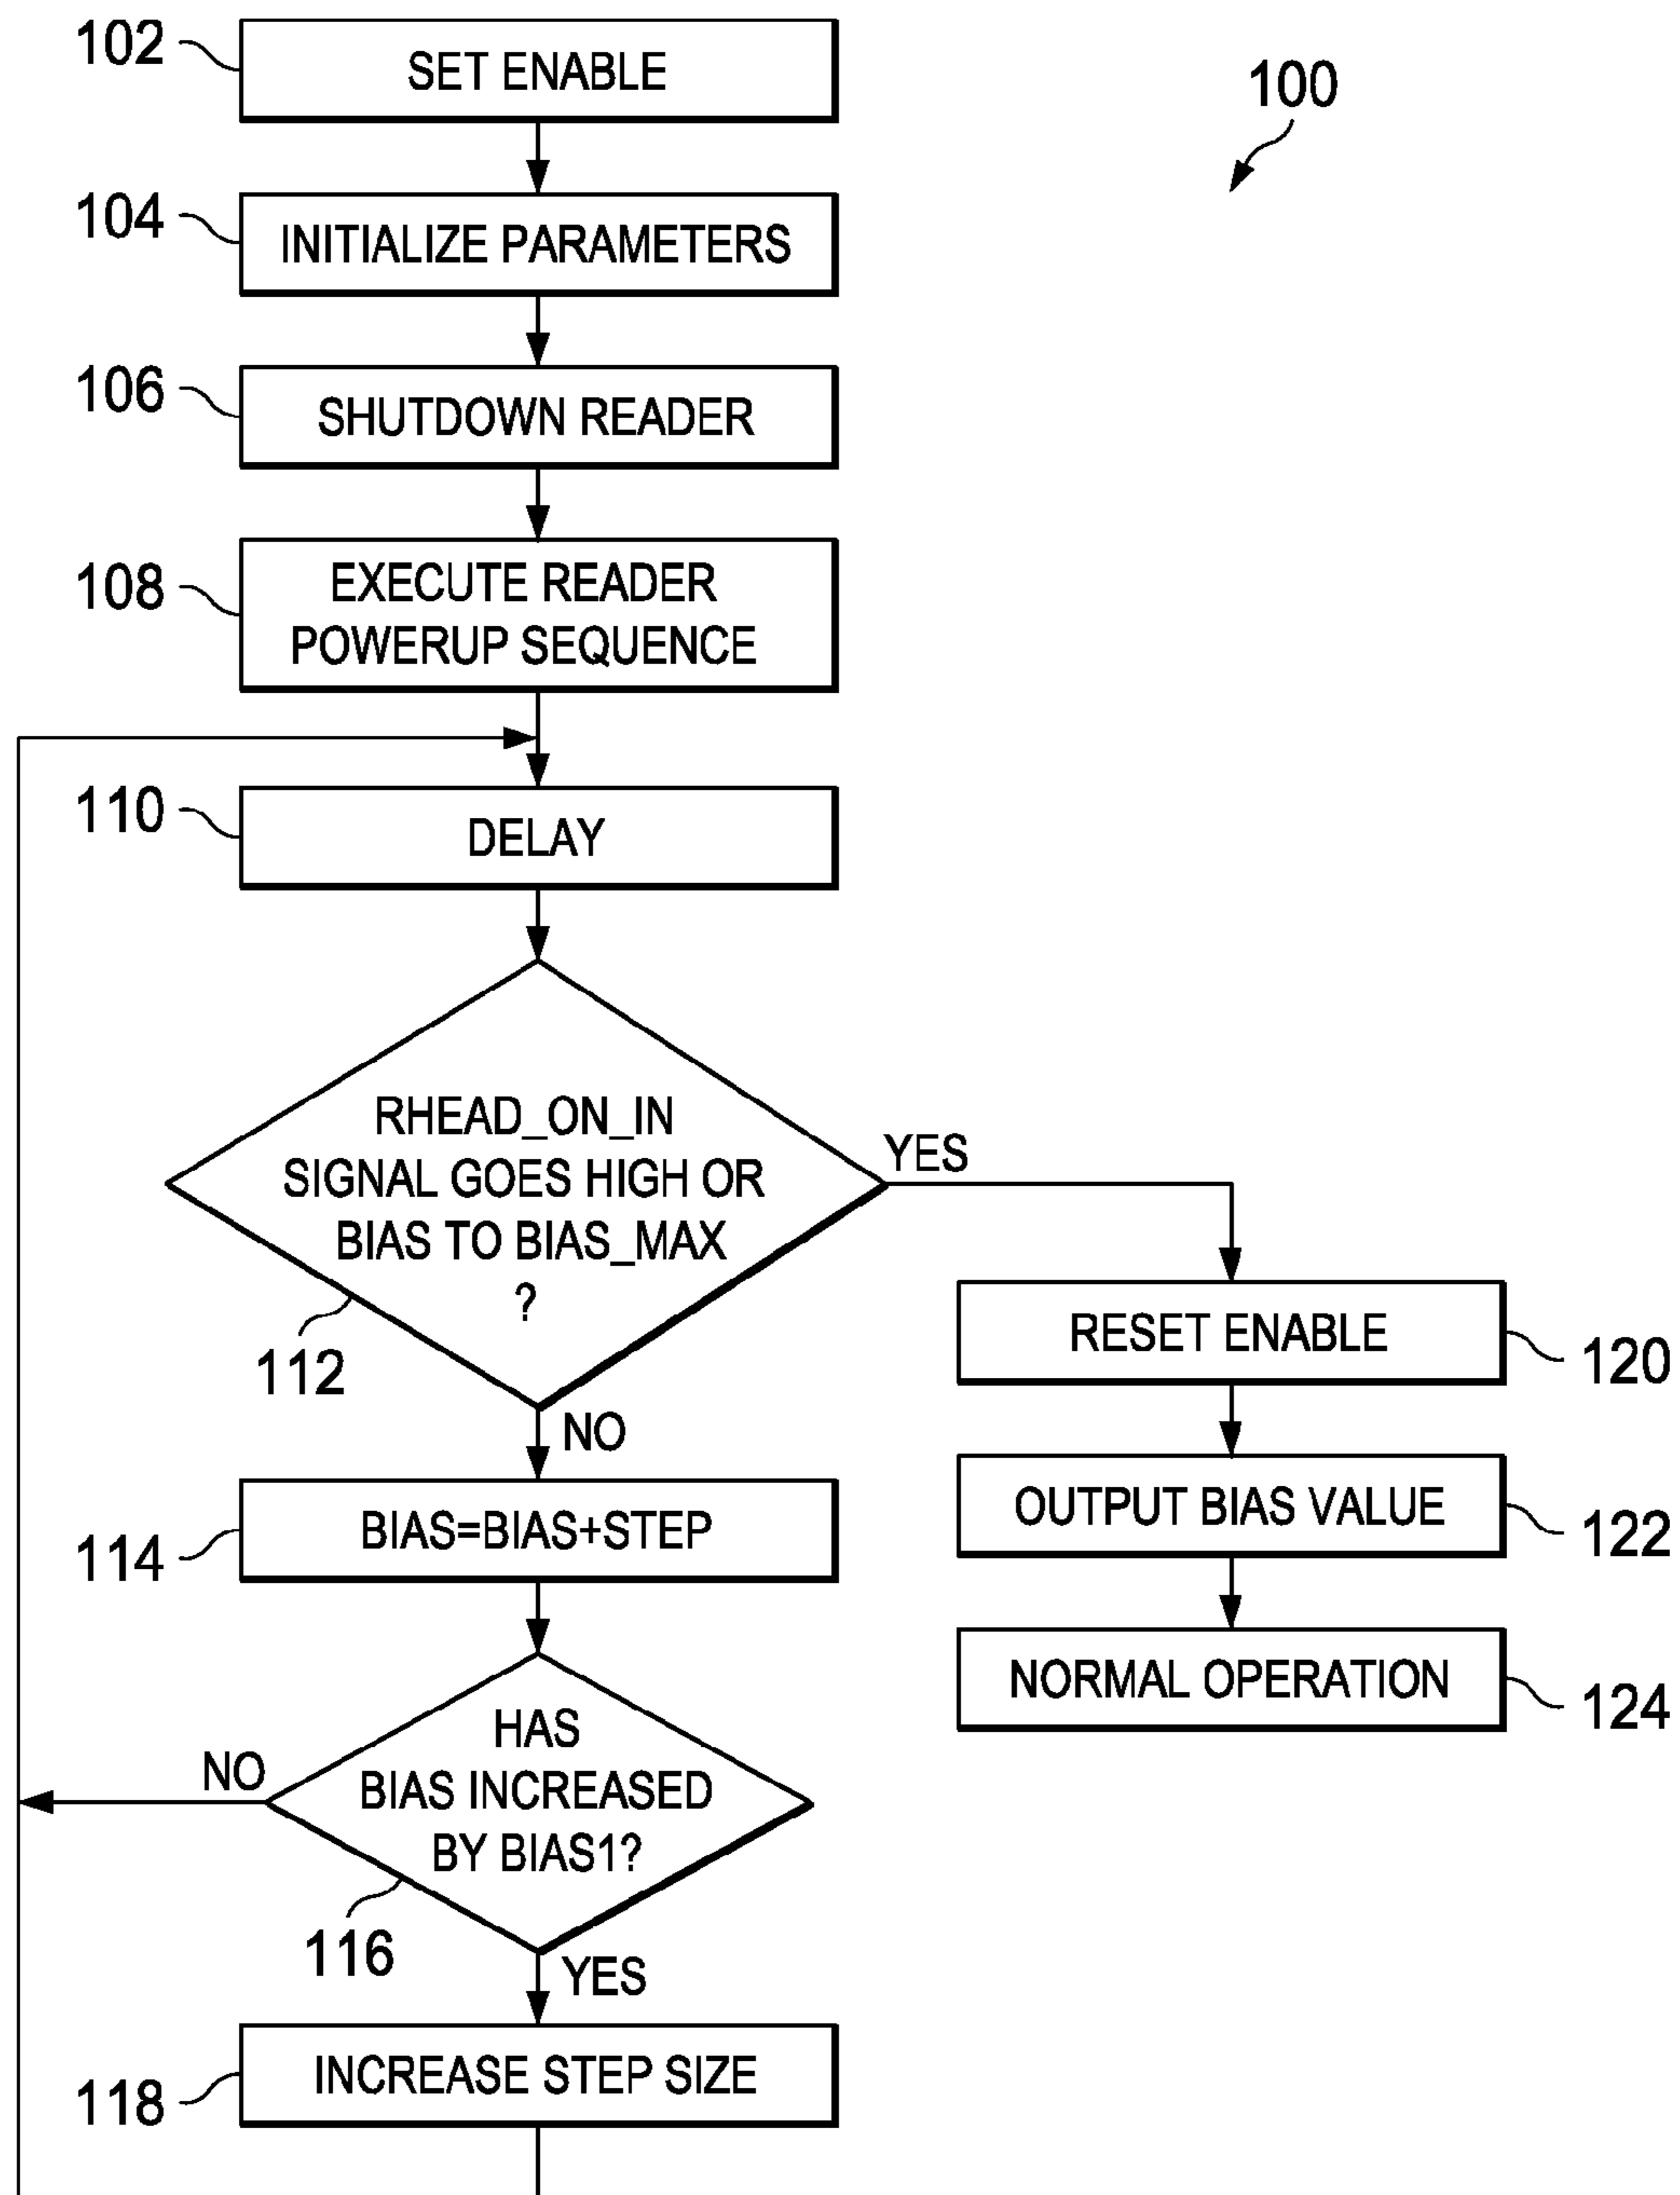 102
SET ENABLE
100
104
INITIALIZE PARAMETERS
106
SHUTDOWN READER
108
EXECUTE READER
POWERUP SEQUENCE
110
DELAY
RHEAD_ON_IN
SIGNAL GOES HIGH OR
BIAS TO BIAS_MAX
?
112
YES
NO
RESET ENABLE
120
114
BIAS=BIAS+STEP
OUTPUT BIAS VALUE
122
HAS
BIAS INCREASED
BY BIAS1?
NO
116
YES
NORMAL OPERATION
124
118
INCREASE STEP SIZE